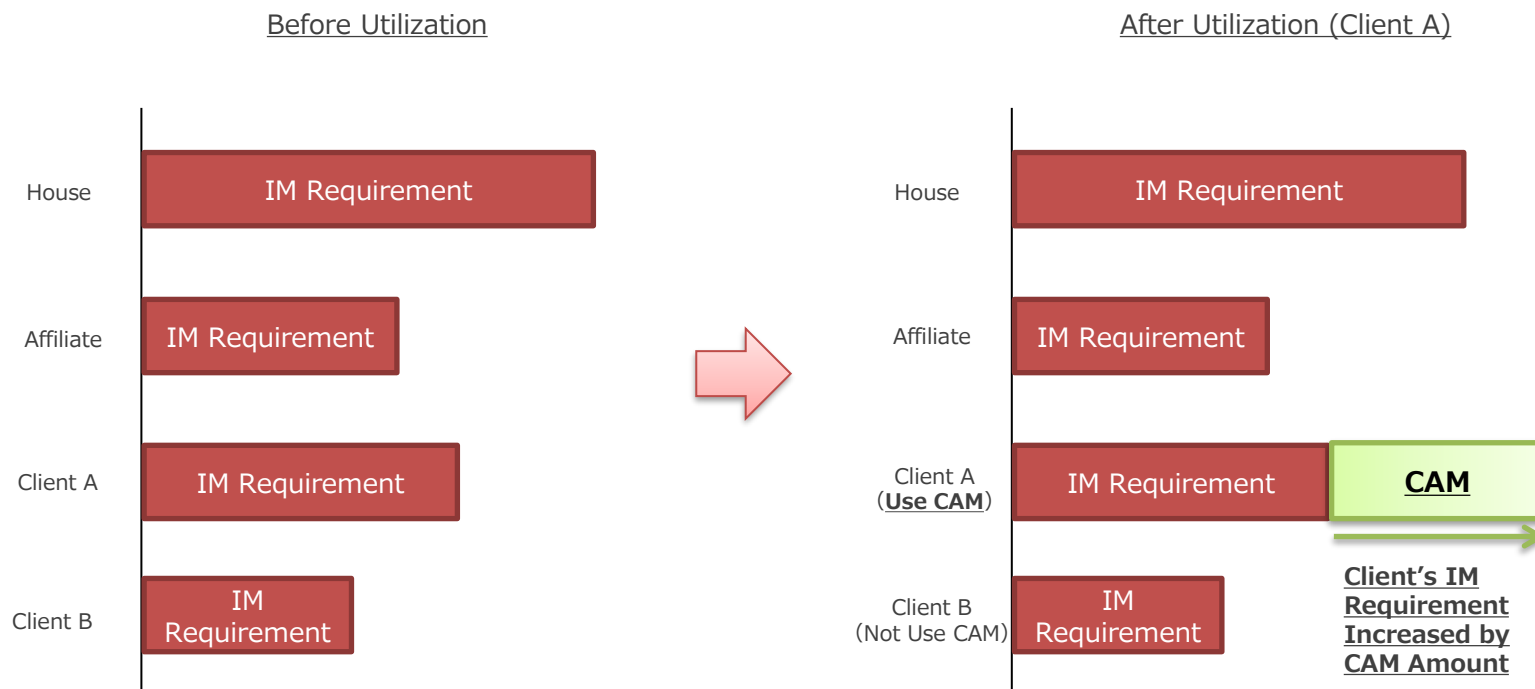 Before Utilization
After Utilization (Client A)
House
IM Requirement
Affiliate
IM Requirement
Client A
IM Requirement
Client B
IM
Requirement
House
IM Requirement
Affiliate
IM Requirement
Client A
(Use CAM)
IM Requirement
CAM
Client B
(Not Use CAM)
IM
Requirement
Client’s IM
Requirement
Increased by
CAM Amount